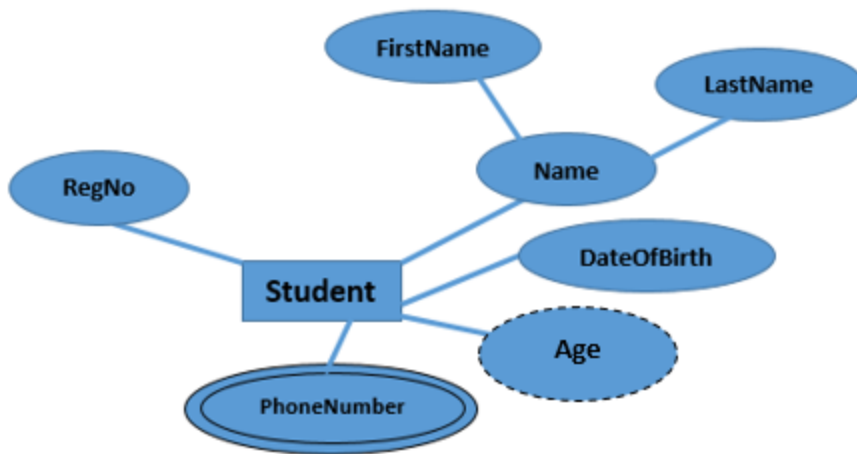 FirstName
LastName
Name
RegNo
DateOfBirth
Student
Age
PhoneNumber